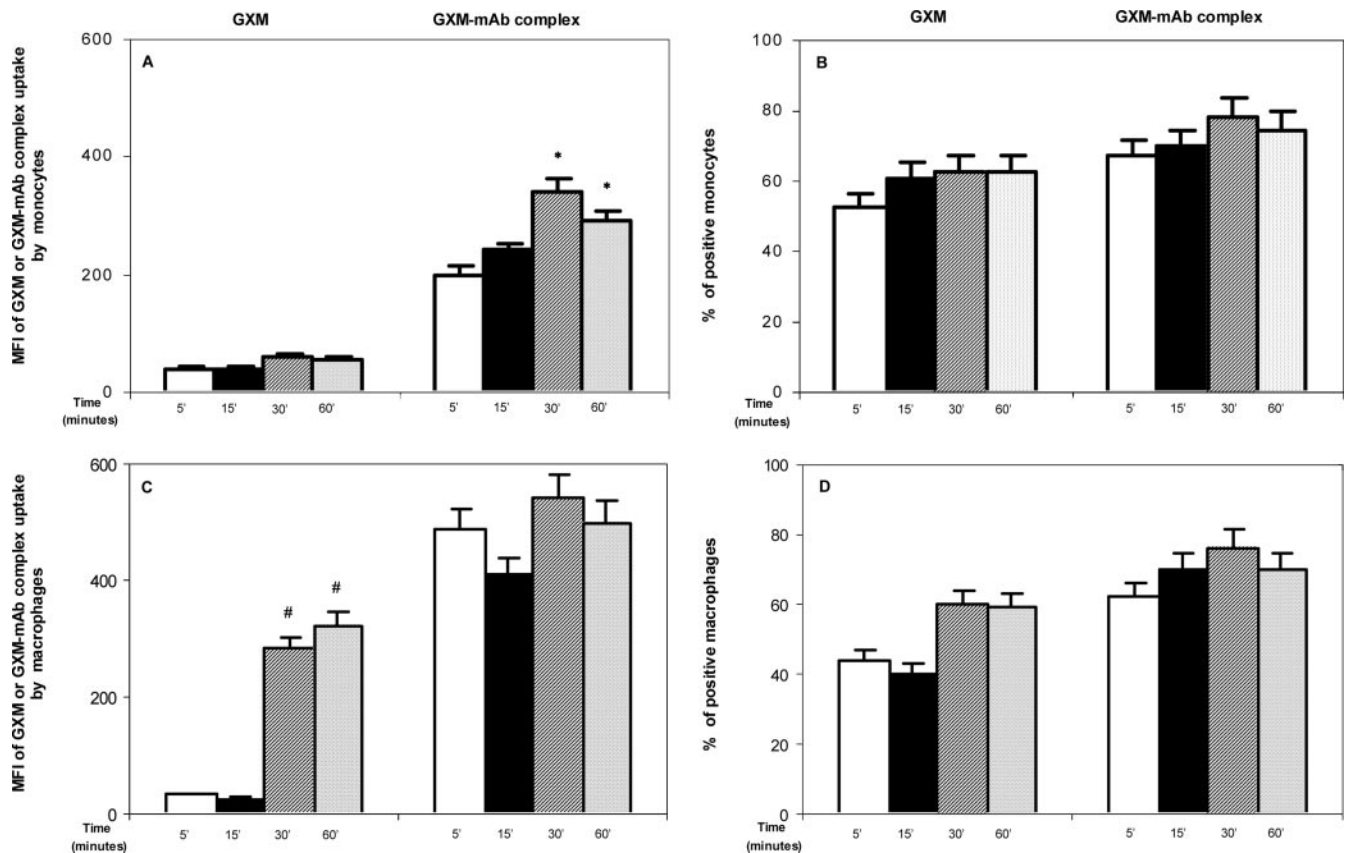 GXM GXM-mAb complex
600
400
200
0
MFI of GXM or GXM-mAb complex uptake
by monocytes
A
*
*
Time
(minutes)
5' 15' 30' 60' 5' 15' 30' 60'
GXM GXM-mAb complex
100
80
60
40
20
0
% of positive monocytes
B
Time
(minutes)
5' 15' 30' 60' 5' 15' 30' 60'
600
400
200
0
MFI of GXM or GXM-mAb complex uptake
by macrophages
C
#
#
Time
(minutes)
5' 15' 30' 60' 5' 15' 30' 60'
100
80
60
40
20
0
% of positive macrophages
D
Time
(minutes)
5' 15' 30' 60' 5' 15' 30' 60'